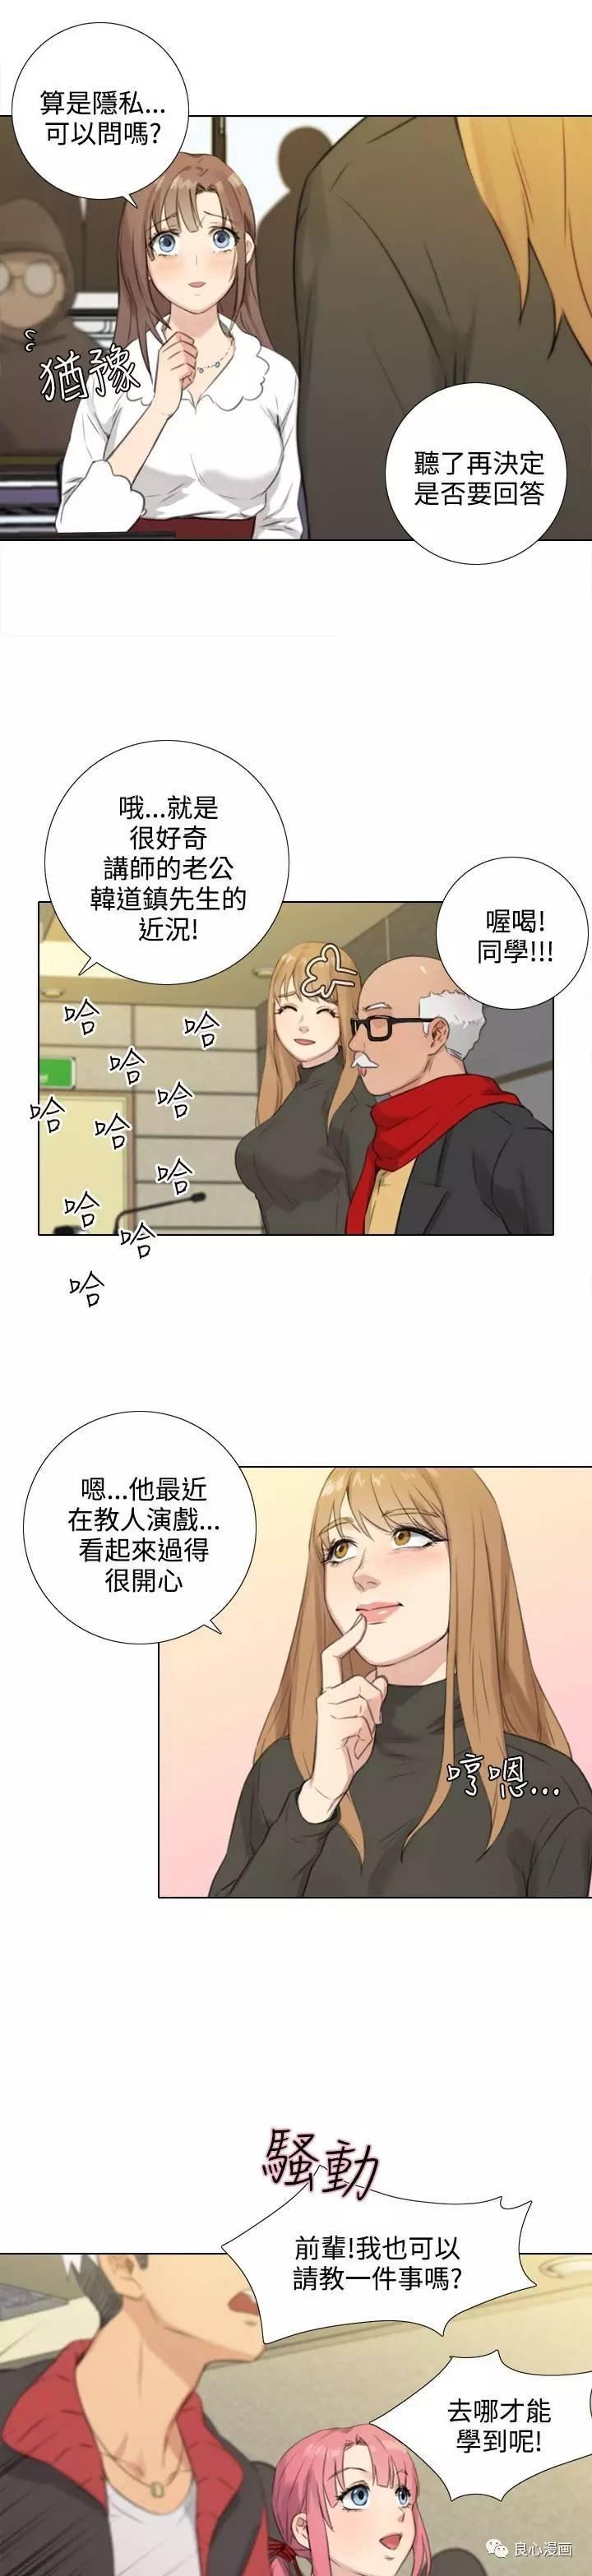 算是隱私...
可以問嗎?
猶豫
聽了再決定
是否要回答
哦...就是
很好奇
講師的老公
韓道鎮先生的
近況!
喔喝!
同學!!!
哈
哈
哈
哈
哈
哈
哈
哈
哈
哈
嗯...他最近
在教人演戲...
看起來過得
很開心
哼嗯...
騷動
前輩!我也可以
請教一件事嗎?
去哪才能
學到呢!
良心漫画